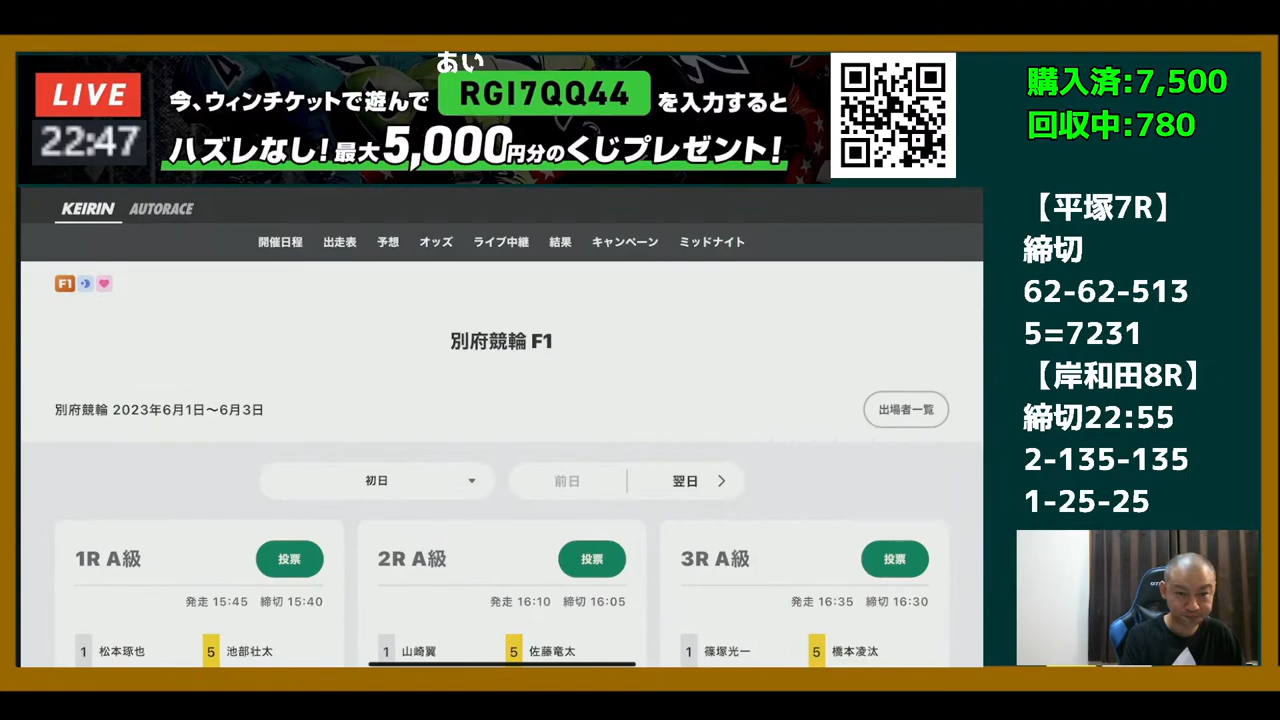 LIVE
22:47
あい
今、ウィンチケットで遊んで RGI7QQ44 を入力すると
ハズレなし!最大5,000円分のくじプレゼント!
購入済:7,500
回収中:780
KEIRIN AUTORACE
開催日程 出走表 予想 オッズ ライブ中継 結果 キャンペーン ミッドナイト
F1
別府競輪 F1
別府競輪 2023年6月1日〜6月3日
出場者一覧
初日
前日
翌日
1R A級 投票
発走 15:45 締切 15:40
1 松本琢也 5 池部壮太
2R A級 投票
発走 16:10 締切 16:05
1 山崎翼 5 佐藤竜太
3R A級 投票
発走 16:35 締切 16:30
1 篠塚光一 5 橋本凌汰
【平塚7R】
締切
62-62-513
5=7231
【岸和田8R】
締切22:55
2-135-135
1-25-25